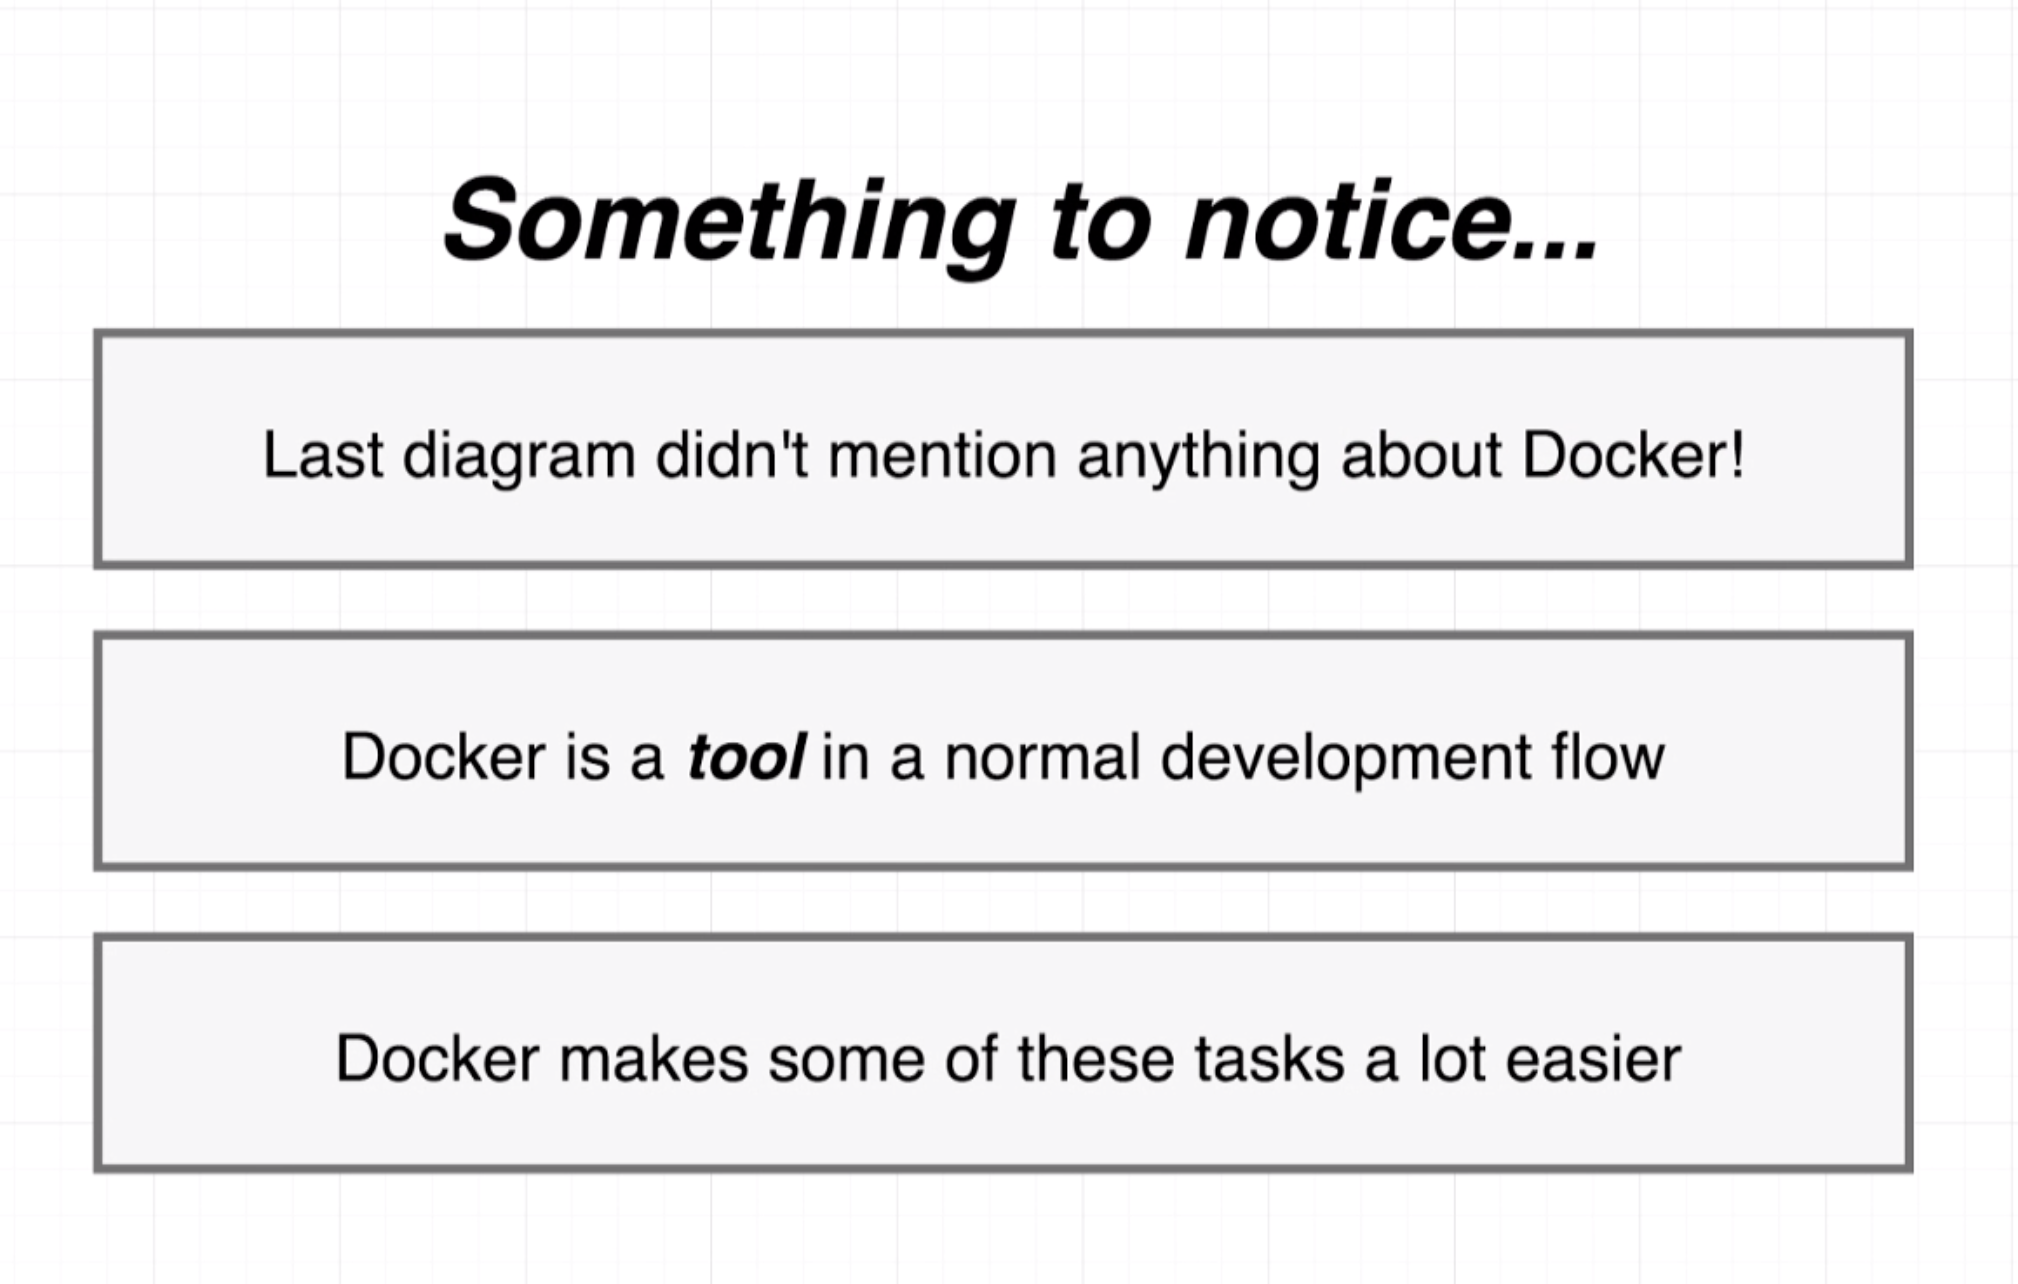 Something to notice...
Last diagram didn't mention anything about Docker!
Docker is a tool in a normal development flow
Docker makes some of these tasks a lot easier